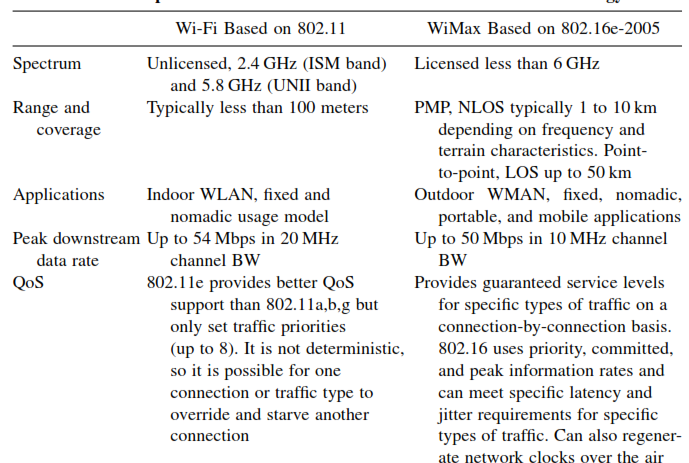 Wi-Fi Based on 802.11 WiMax Based on 802.16e-2005
Spectrum Unlicensed, 2.4 GHz (ISM band) Licensed less than 6 GHz
and 5.8 GHz (UNII band)
Range and Typically less than 100 meters PMP, NLOS typically 1 to 10 km
coverage depending on frequency and
terrain characteristics. Point-
to-point, LOS up to 50 km
Applications Indoor WLAN, fixed and Outdoor WMAN, fixed, nomadic,
nomadic usage model portable, and mobile applications
Peak downstream Up to 54 Mbps in 20 MHz Up to 50 Mbps in 10 MHz channel
data rate channel BW BW
QoS 802.11e provides better QoS Provides guaranteed service levels
support than 802.11a,b,g but for specific types of traffic on a
only set traffic priorities connection-by-connection basis.
(up to 8). It is not deterministic, 802.16 uses priority, committed,
so it is possible for one and peak information rates and
connection or traffic type to can meet specific latency and
override and starve another jitter requirements for specific
connection types of traffic. Can also regener-
ate network clocks over the air